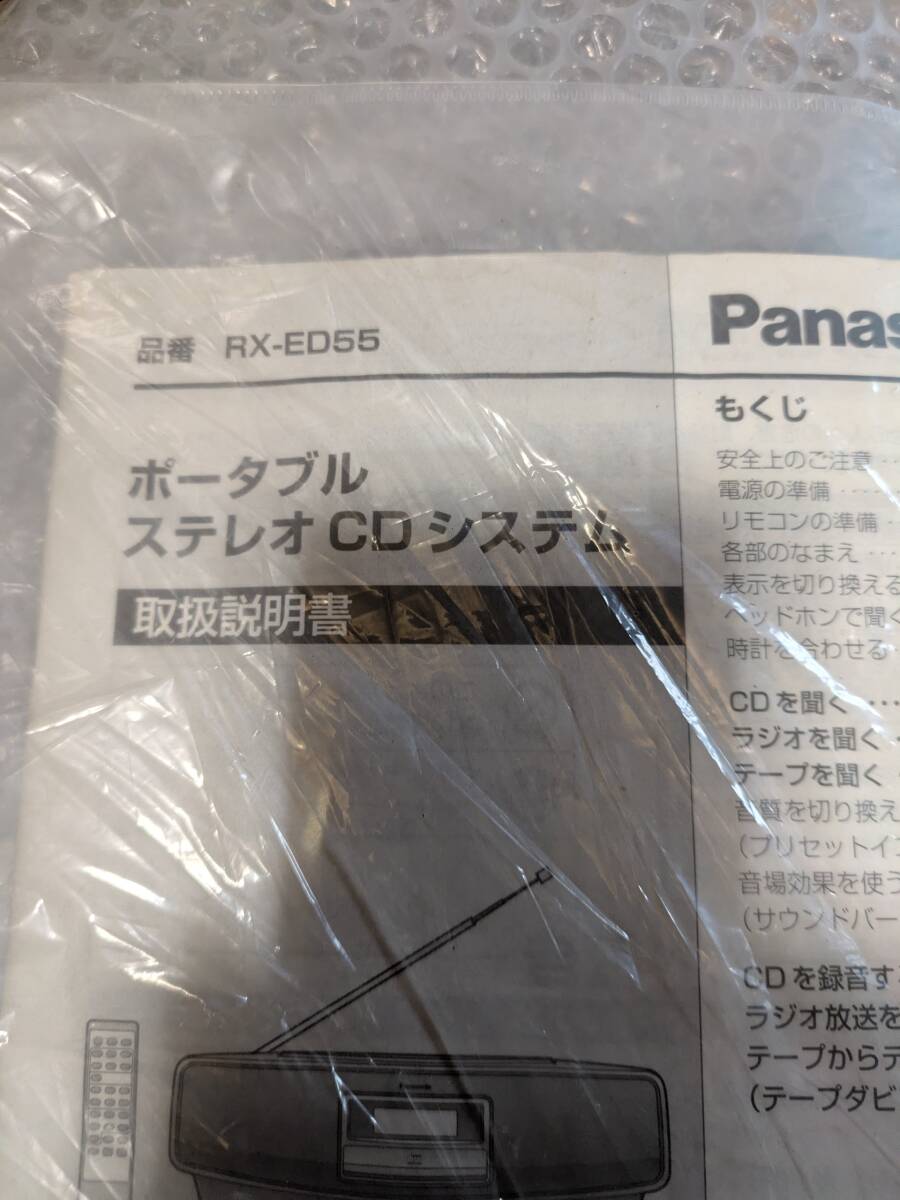 品番 RX-ED55
ポータブル
ステレオ CD システム
取扱説明書
Panas
もくじ
安全上のご注意 ‥
電源の準備 ‥‥‥
リモコンの準備 ‥
各部のなまえ ‥‥
表示を切り換える
ヘッドホンで聞く
時計を合わせる ‥
CD を聞く ‥‥
ラジオを聞く
テープを聞く
音質を切り換え
（プリセットイコ
音場効果を使う
（サウンドバー
CD を録音す
ラジオ放送を
テープからテ
（テープダビ